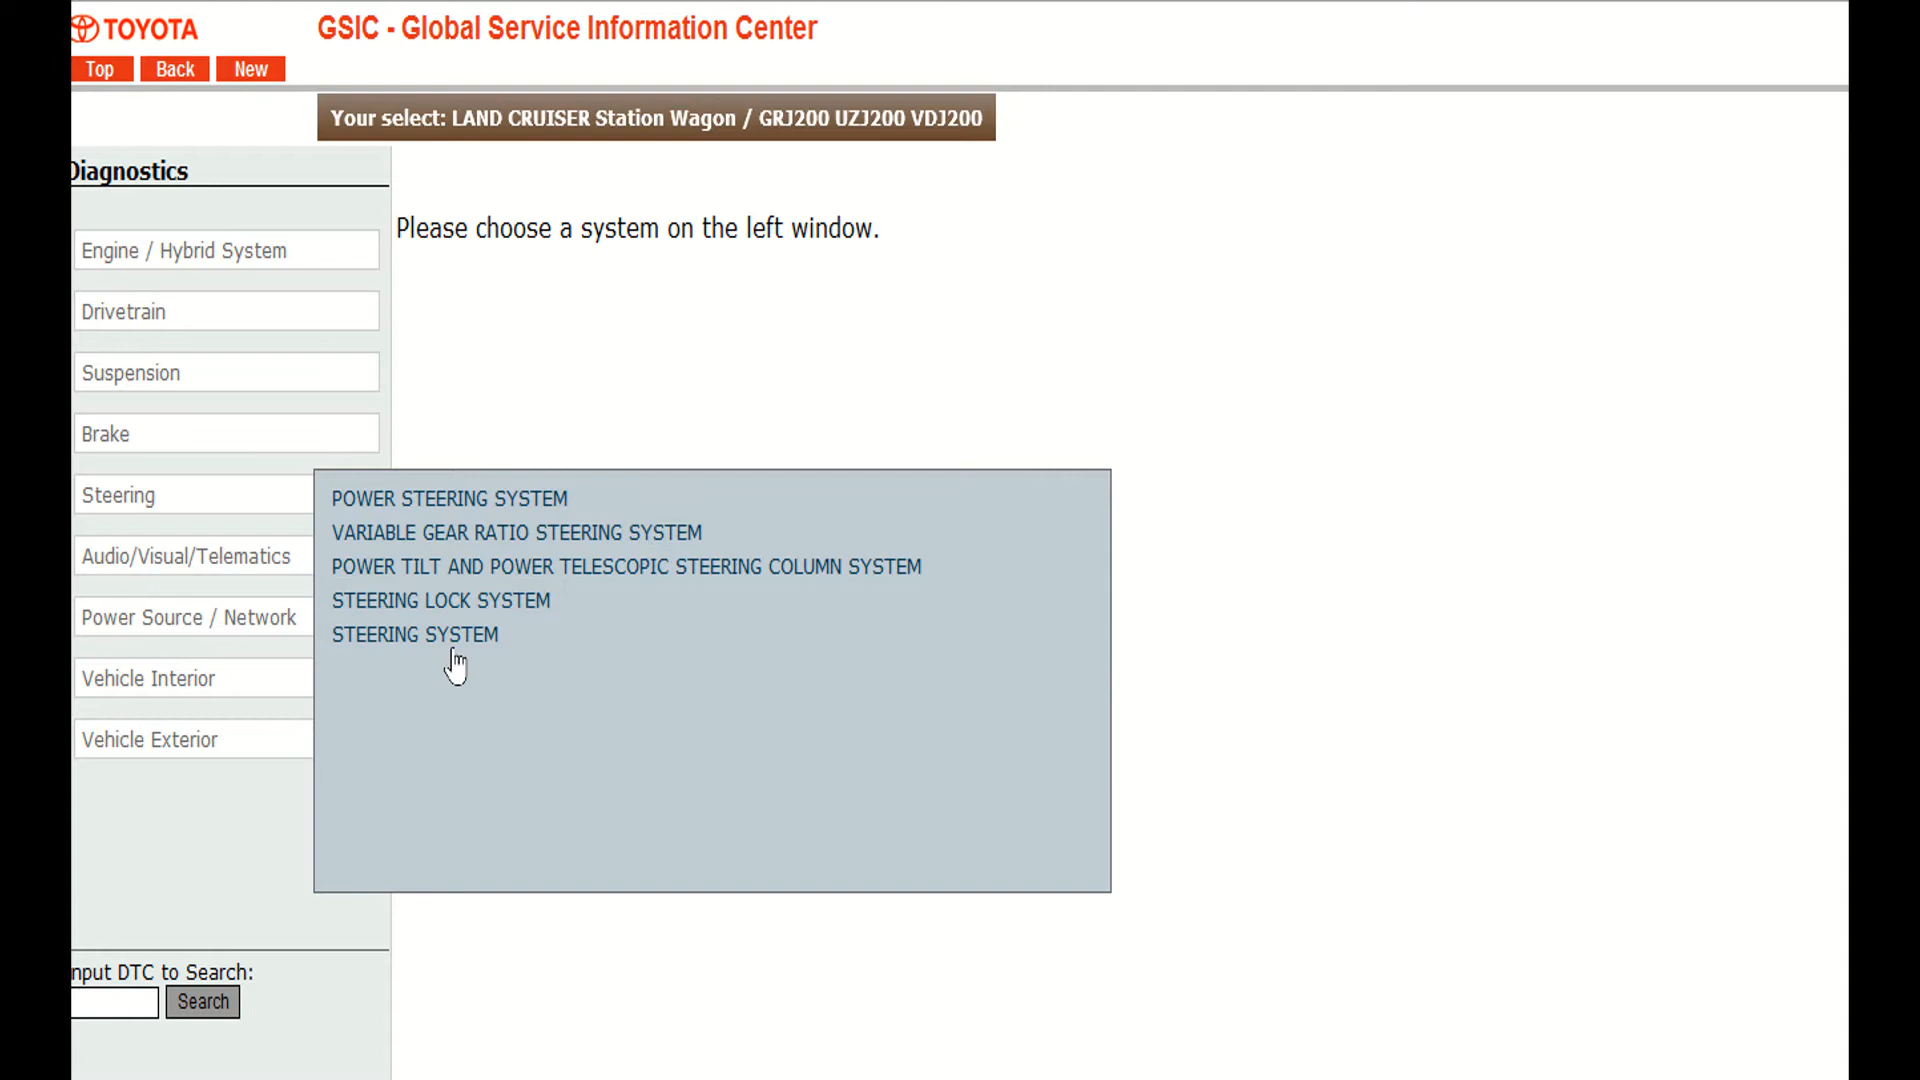 TOYOTA
GSIC - Global Service Information Center
Top
Back
New
Your select: LAND CRUISER Station Wagon / GRJ200 UZJ200 VDJ200
Diagnostics
Please choose a system on the left window.
Engine / Hybrid System
Drivetrain
Suspension
Brake
Steering
Audio/Visual/Telematics
Power Source / Network
Vehicle Interior
Vehicle Exterior
POWER STEERING SYSTEM
VARIABLE GEAR RATIO STEERING SYSTEM
POWER TILT AND POWER TELESCOPIC STEERING COLUMN SYSTEM
STEERING LOCK SYSTEM
STEERING SYSTEM
nput DTC to Search:
Search